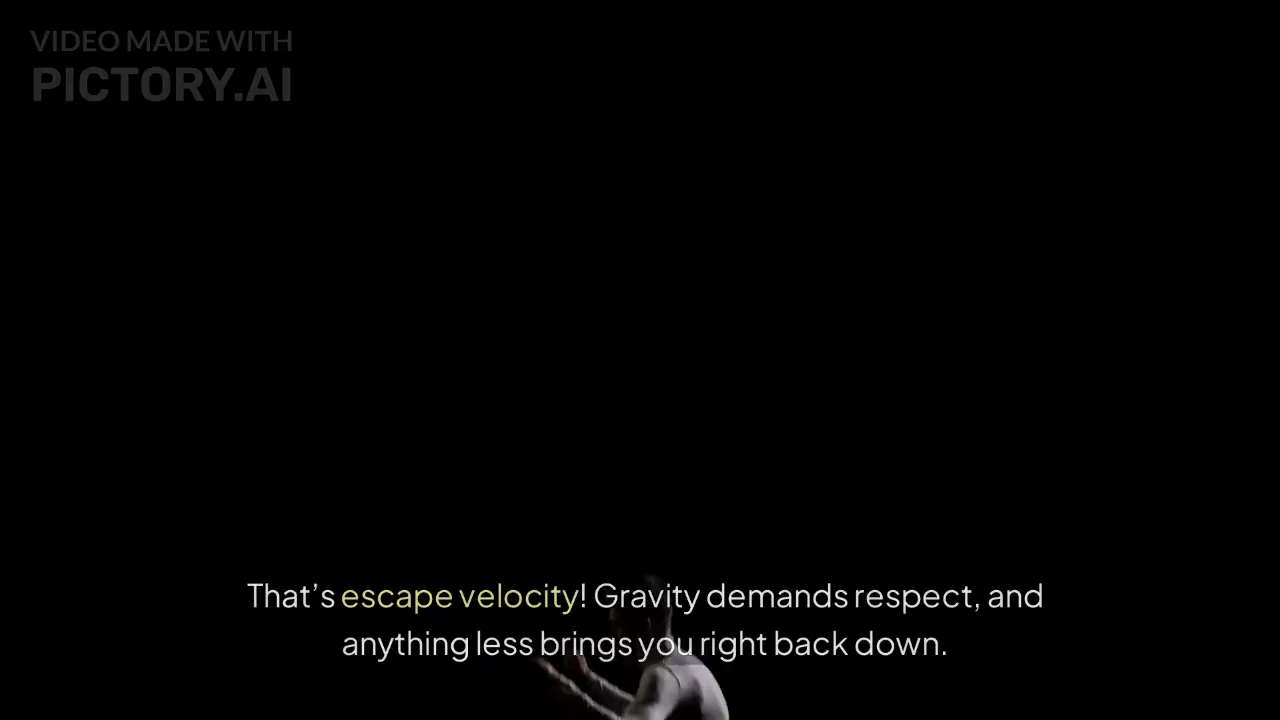 VIDEO MADE WITH
PICTORY.AI
That’s escape velocity! Gravity demands respect, and
anything less brings you right back down.